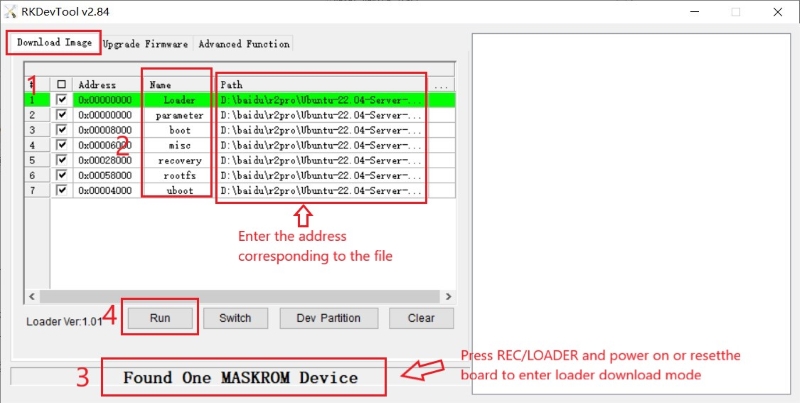 RKDevTool v2.84
Download Image Upgrade Firmware Advanced Function
1
# Address Name Path ...
1 0x00000000 Loader D:\baidu\r2pro\Ubuntu-22.04-Server-...
2 0x00000000 parameter D:\baidu\r2pro\Ubuntu-22.04-Server-...
3 0x00008000 boot D:\baidu\r2pro\Ubuntu-22.04-Server-...
4 0x00006000 misc D:\baidu\r2pro\Ubuntu-22.04-Server-...
2
5 0x00028000 recovery D:\baidu\r2pro\Ubuntu-22.04-Server-...
6 0x00058000 rootfs D:\baidu\r2pro\Ubuntu-22.04-Server-...
7 0x00004000 uboot D:\baidu\r2pro\Ubuntu-22.04-Server-...
Enter the address
corresponding to the file
4
Loader Ver:1.01 Run Switch Dev Partition Clear
3
Found One MASKROM Device
Press REC/LOADER and power on or resetthe
board to enter loader download mode